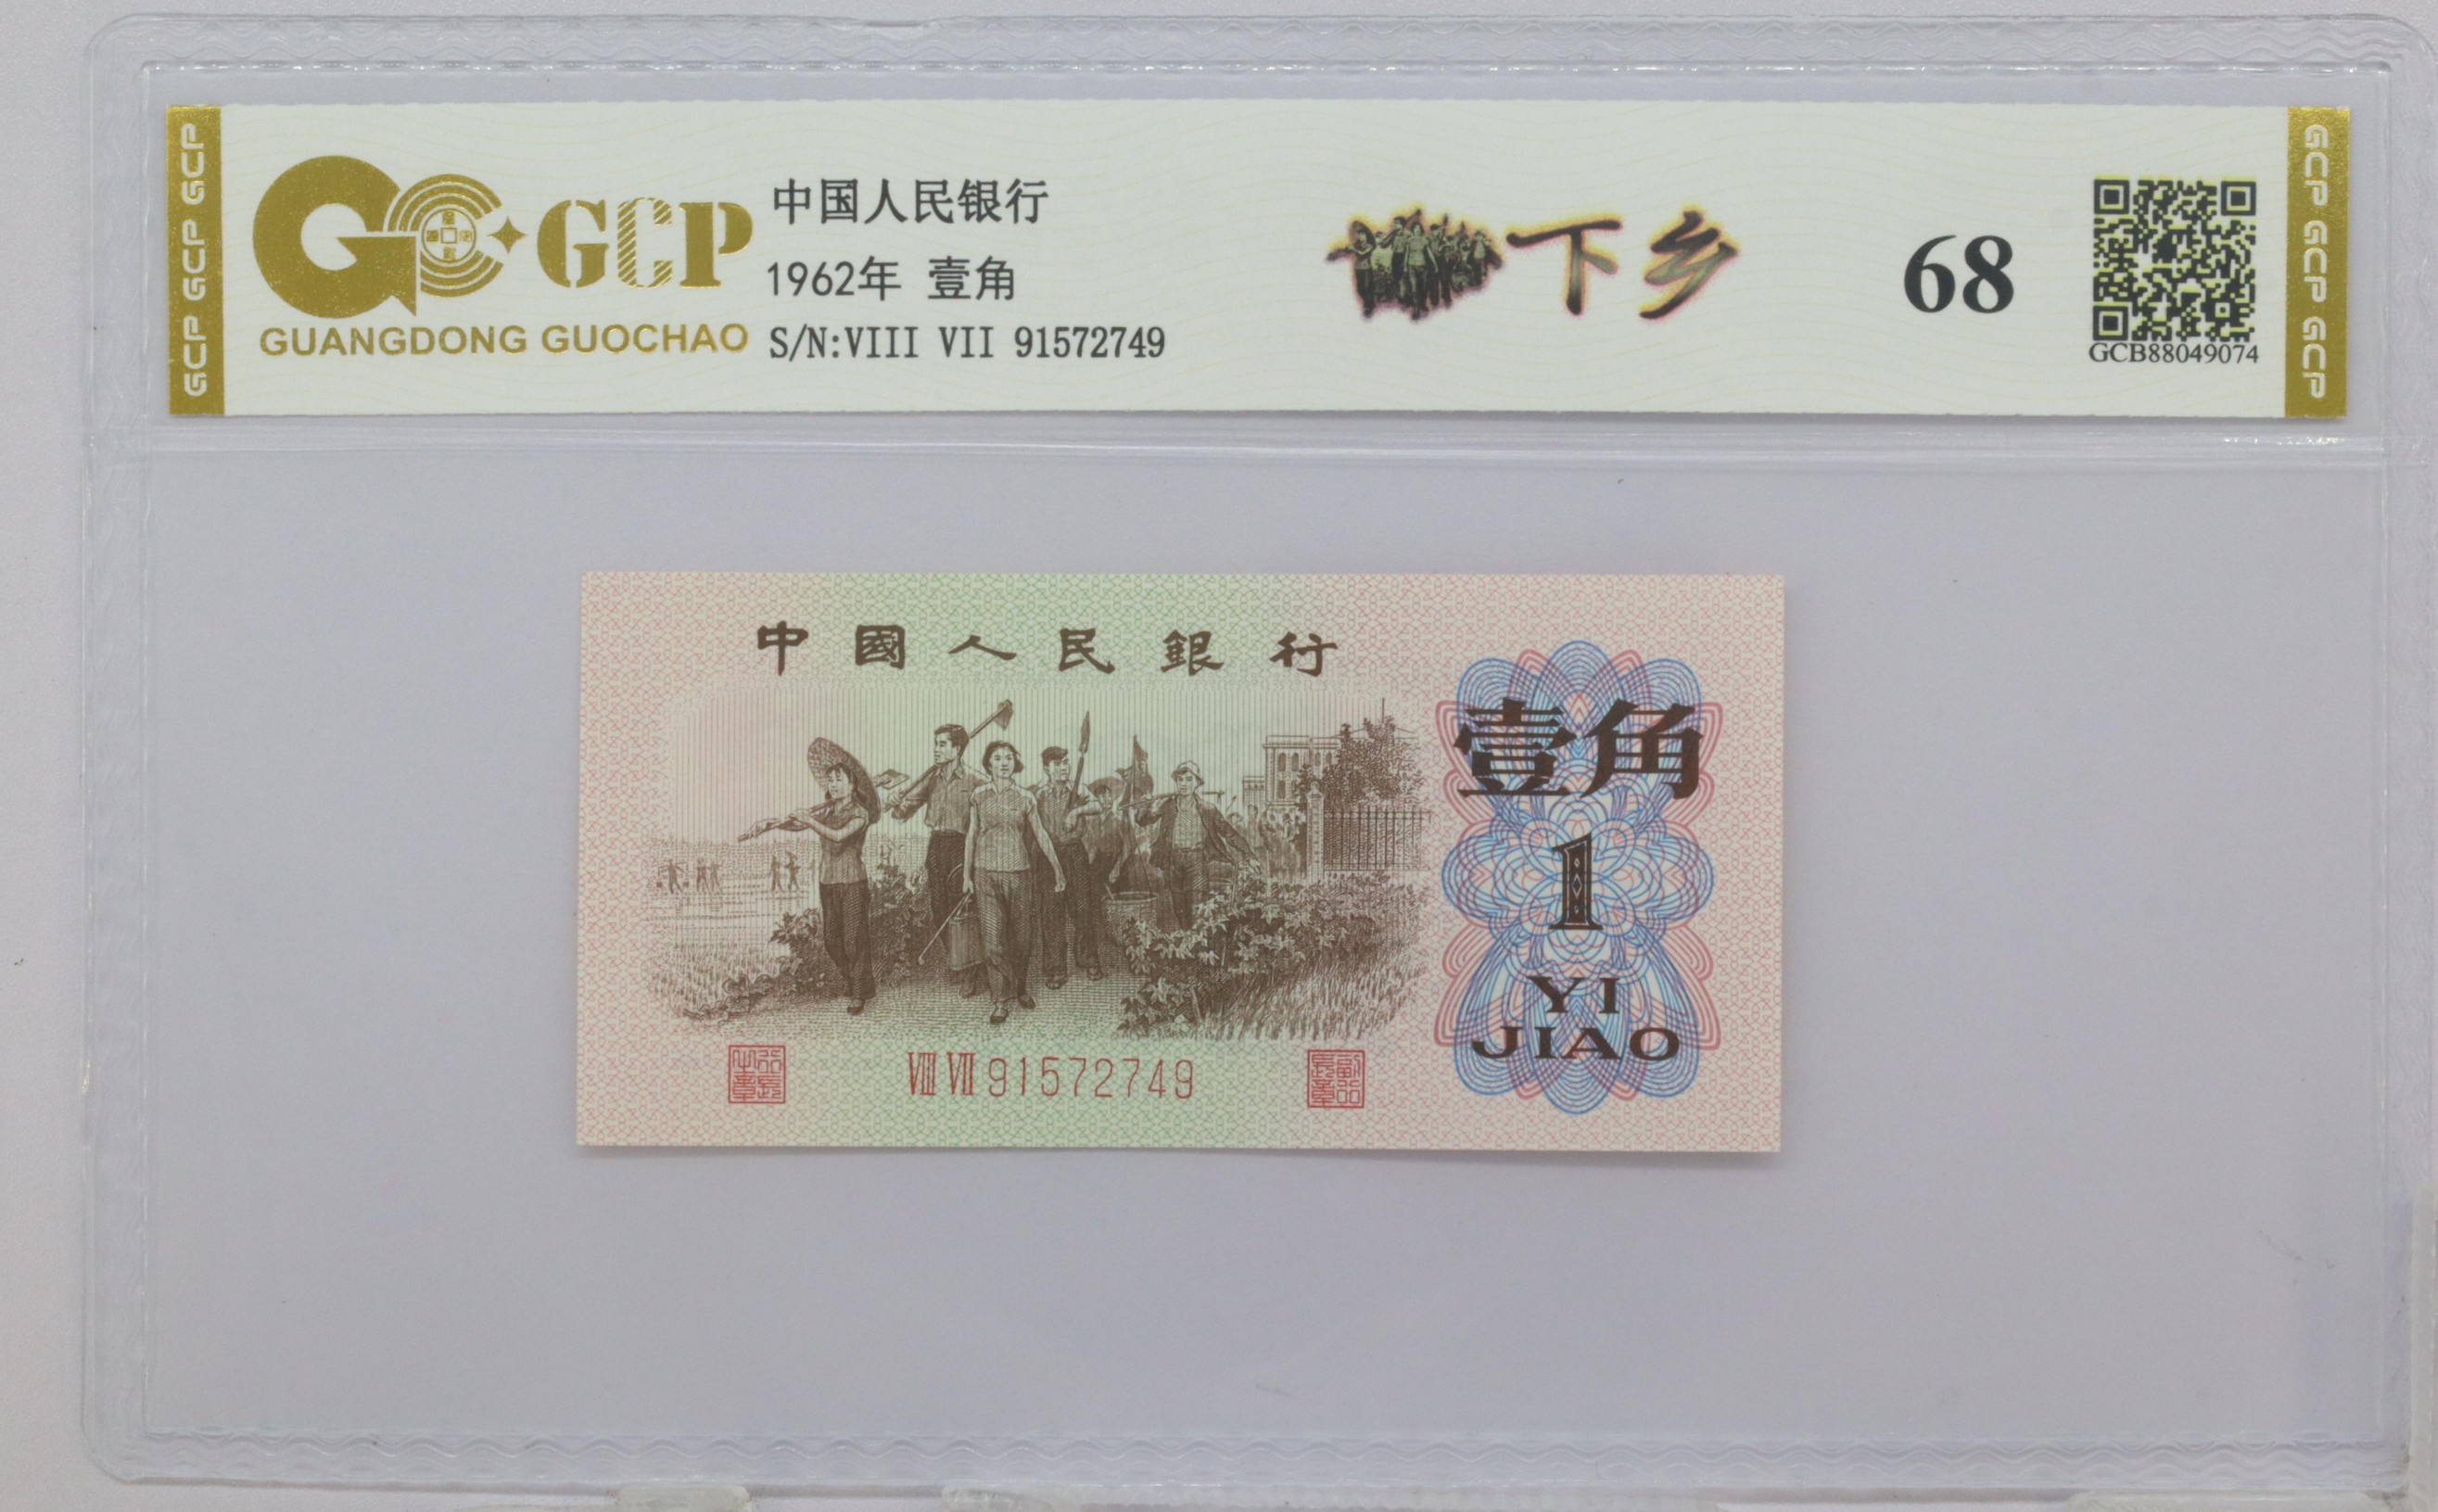 GCP GCP GCP
GCP
GUANGDONG GUOCHAO
中国人民银行
1962年 壹角
S/N:VIII VII 91572749
下乡
68
GCB88049074
GCP GCP GCP
中國人民銀行
壹角
1
YI
JIAO
VIII VII 91572749